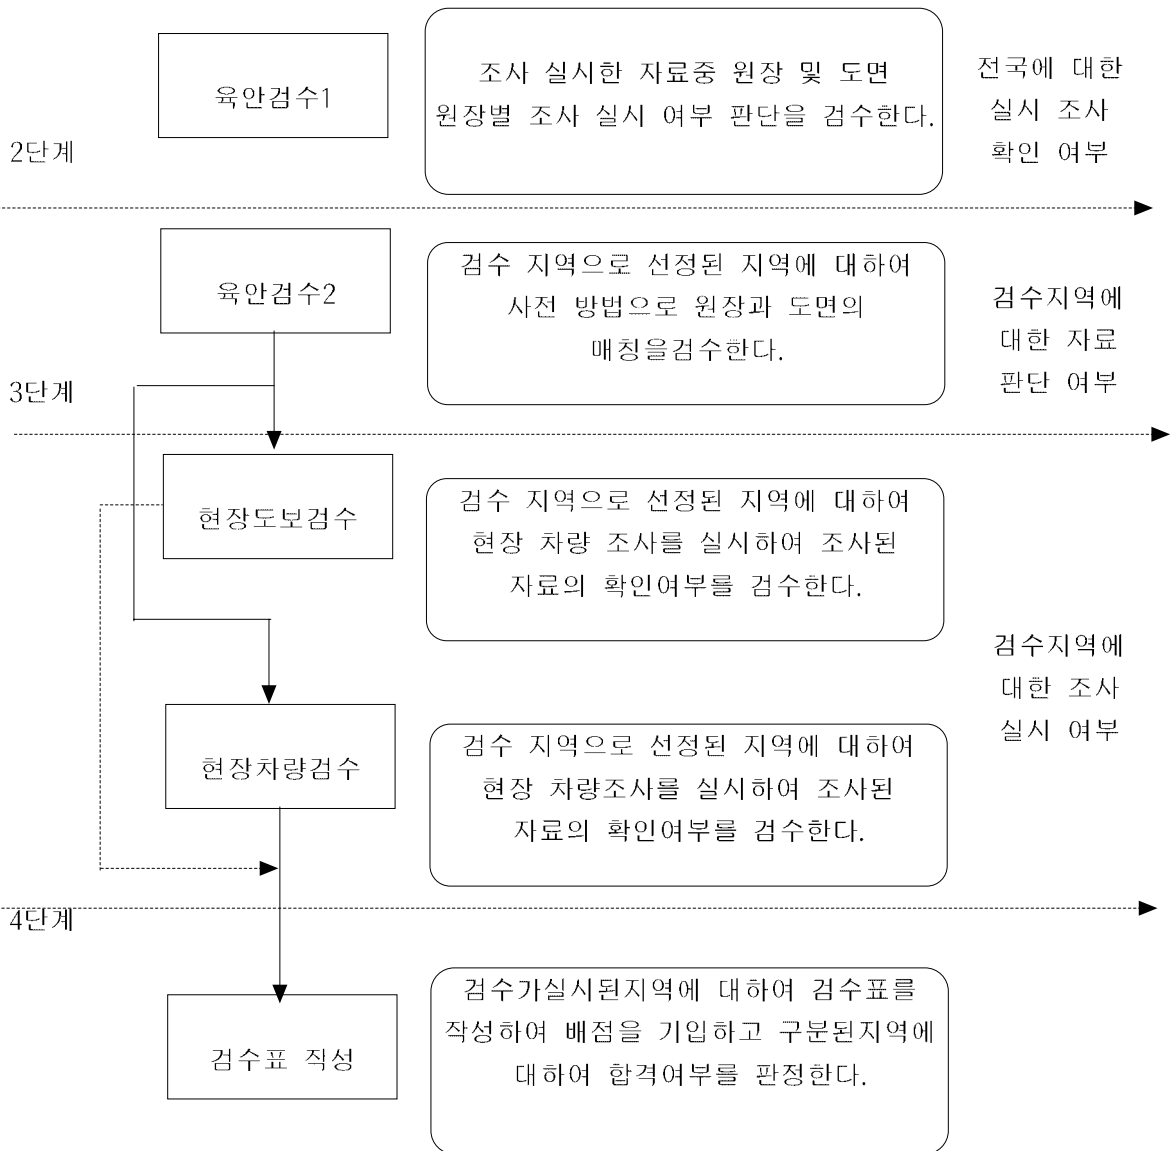 육안검수1
조사 실시한 자료중 원장 및 도면
원장별 조사 실시 여부 판단을 검수한다.
전국에 대한
실시 조사
확인 여부
2단계
육안검수2
검수 지역으로 선정된 지역에 대하여
사전 방법으로 원장과 도면의
매칭을검수한다.
검수지역에
대한 자료
판단 여부
3단계
현장도보검수
검수 지역으로 선정된 지역에 대하여
현장 차량 조사를 실시하여 조사된
자료의 확인여부를 검수한다.
검수지역에
대한 조사
실시 여부
현장차량검수
검수 지역으로 선정된 지역에 대하여
현장 차량조사를 실시하여 조사된
자료의 확인여부를 검수한다.
4단계
검수표 작성
검수가실시된지역에 대하여 검수표를
작성하여 배점을 기입하고 구분된지역에
대하여 합격여부를 판정한다.